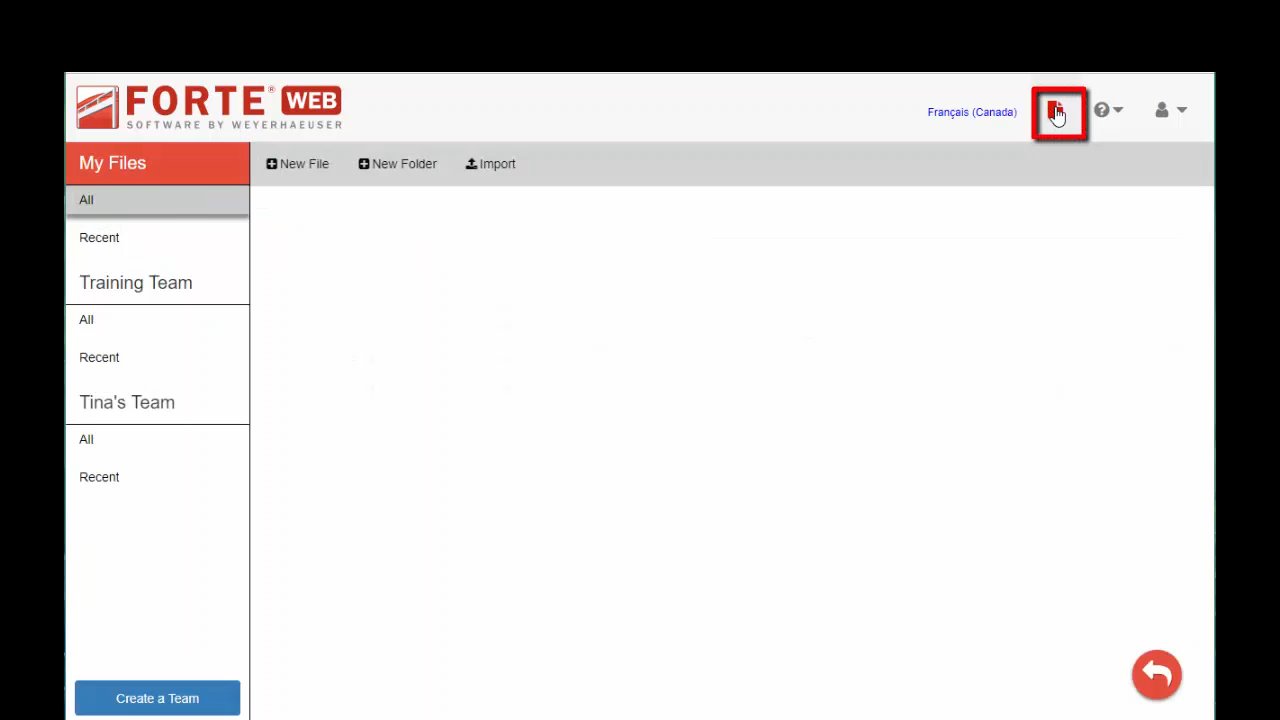 FORTE® WEB
SOFTWARE BY WEYERHAEUSER
Français (Canada)
My Files
New File
New Folder
Import
All
Recent
Training Team
All
Recent
Tina's Team
All
Recent
Create a Team